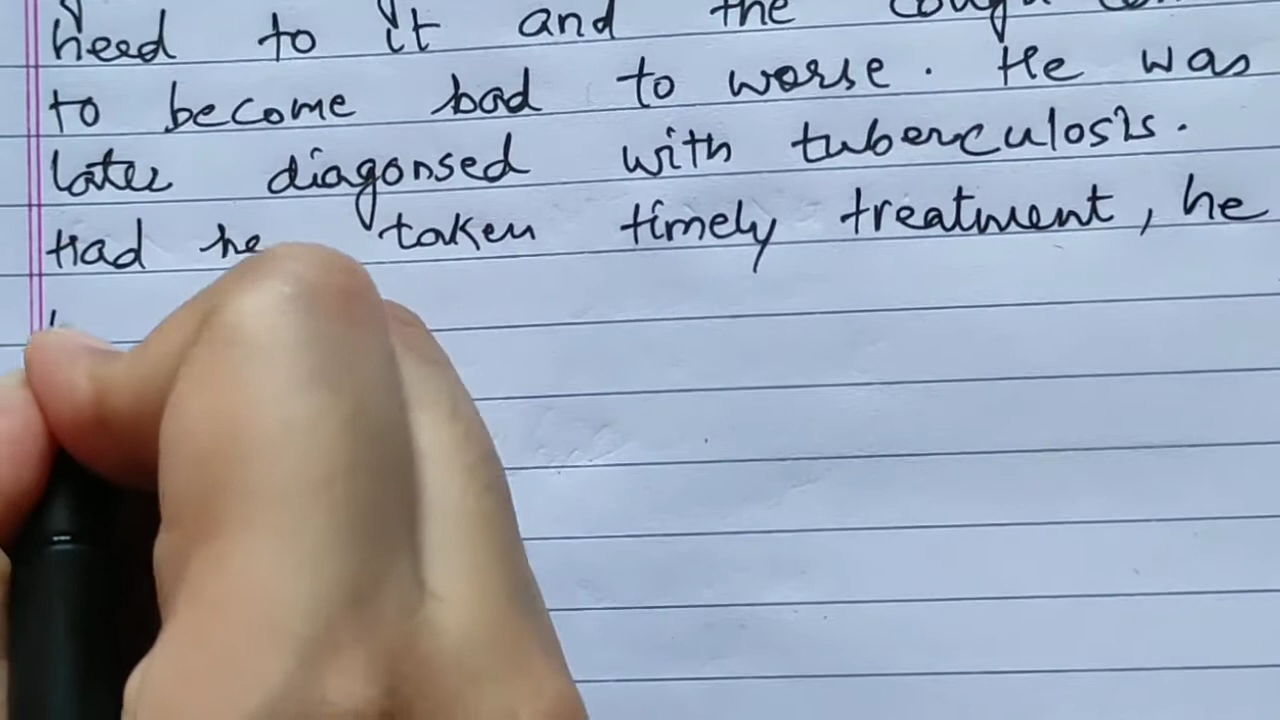 heed to it and the
to become bad to worse. He was
later diagonsed with tuberculosis.
Had he taken timely treatment, he